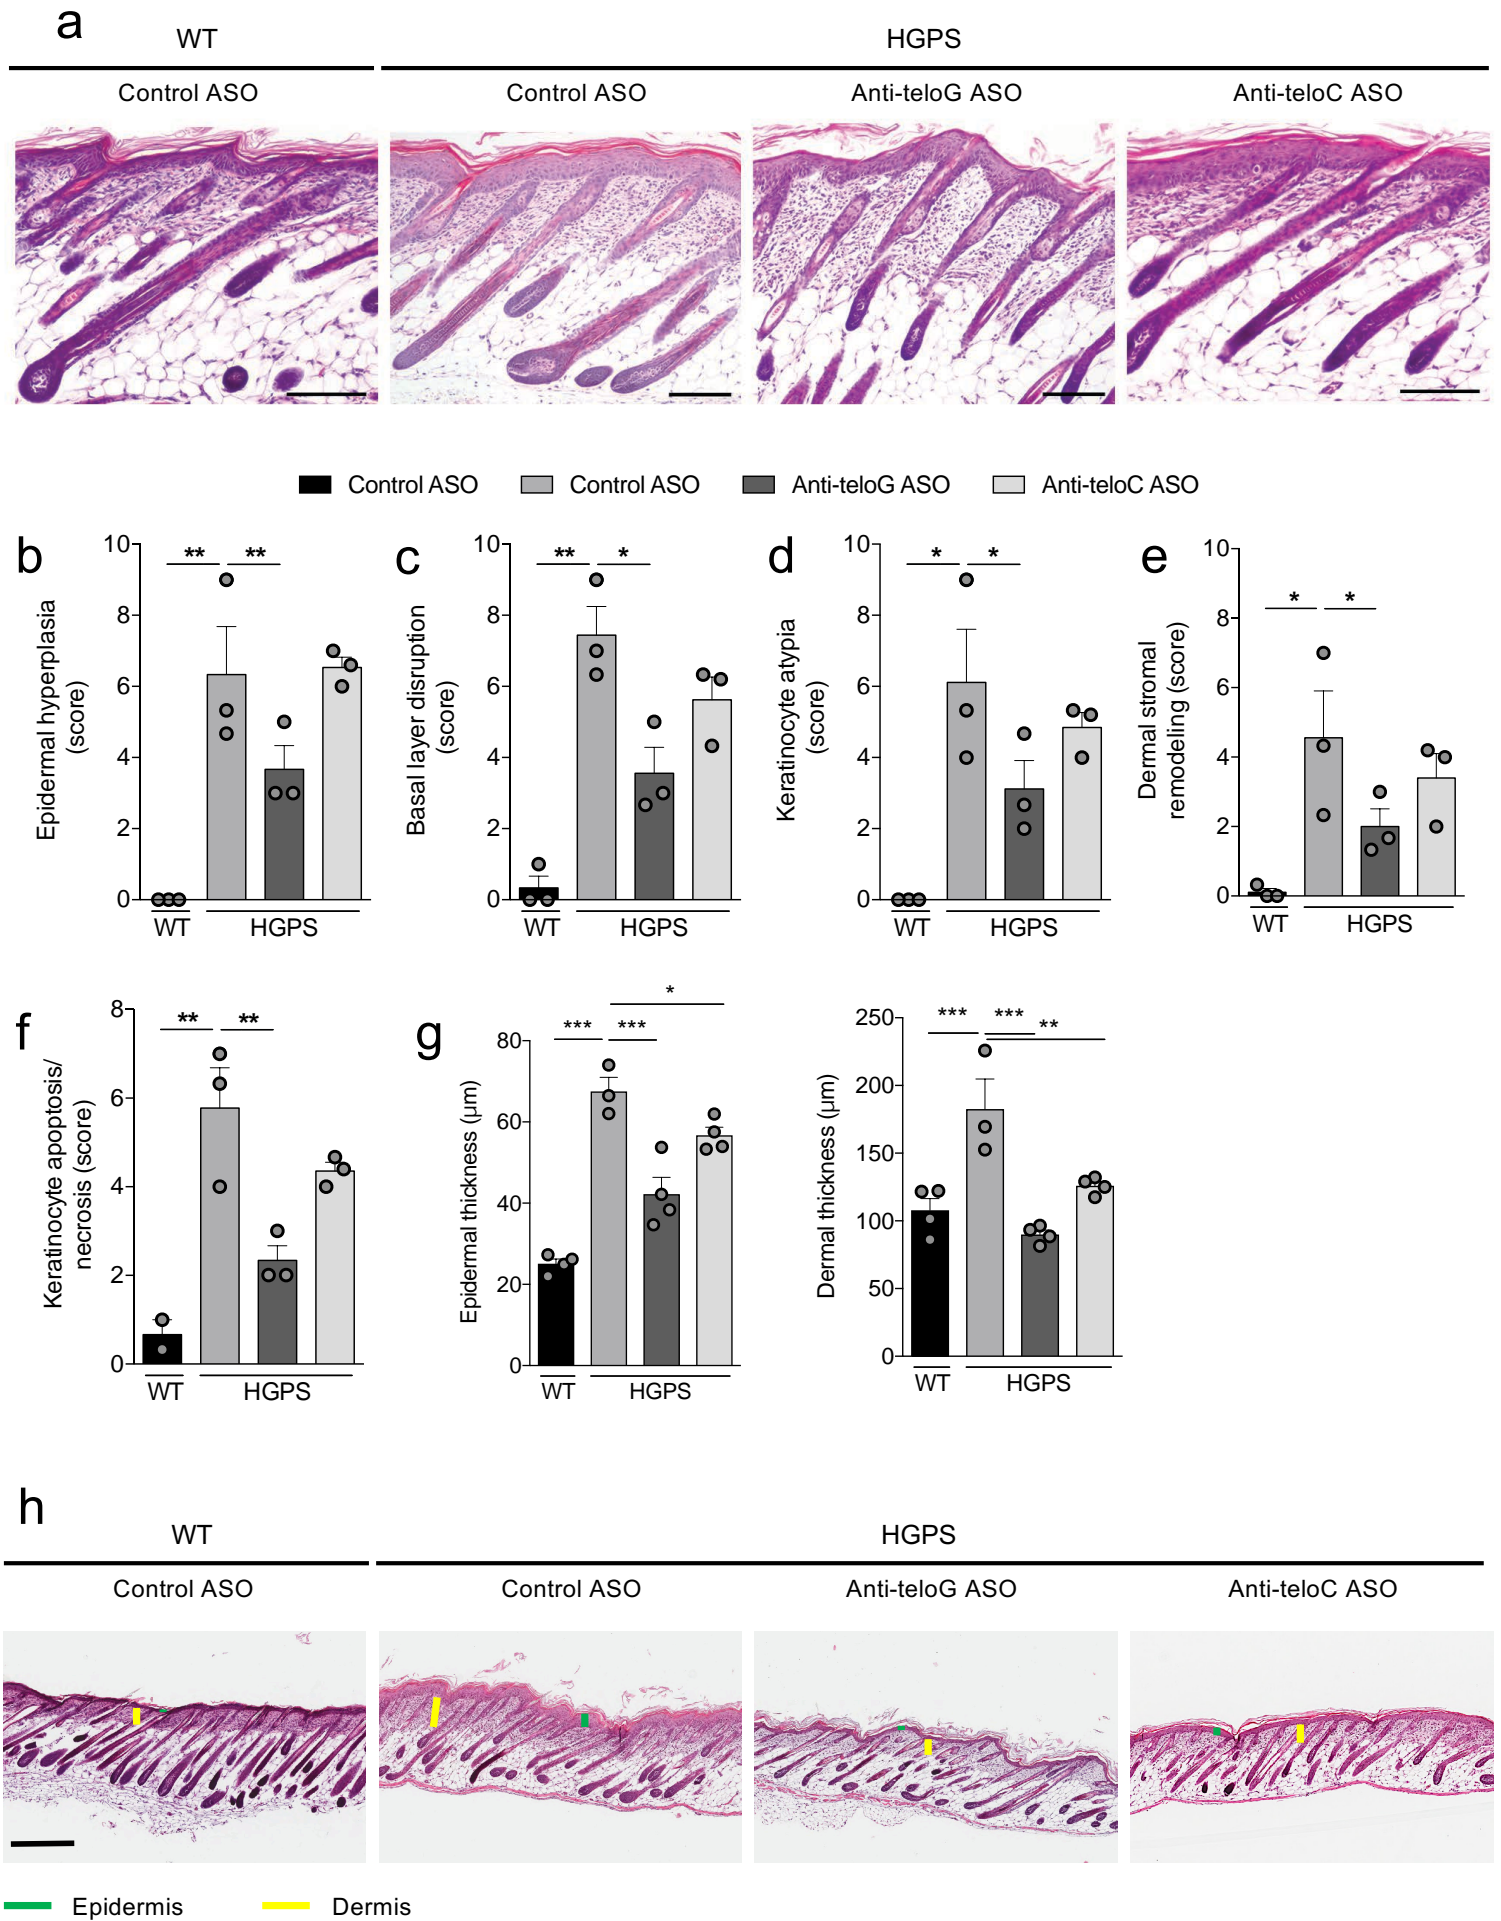 a
WT
HGPS
Control ASO
Control ASO
Anti-teloG ASO
Anti-teloC ASO
Control ASO
Control ASO
Anti-teloG ASO
Anti-teloC ASO
b
Epidermal hyperplasia
(score)
10
8
6
4
2
0
**
**
WT
HGPS
c
Basal layer disruption
(score)
10
8
6
4
2
0
**
*
WT
HGPS
d
Keratinocyte atypia
(score)
10
8
6
4
2
0
*
*
WT
HGPS
e
Dermal stromal
remodeling (score)
10
8
6
4
2
0
*
*
WT
HGPS
f
Keratinocyte apoptosis/
necrosis (score)
8
6
4
2
0
**
**
WT
HGPS
g
Epidermal thickness (µm)
80
60
40
20
0
*
***
***
WT
HGPS
Dermal thickness (µm)
250
200
150
100
50
0
***
***
**
WT
HGPS
h
WT
HGPS
Control ASO
Control ASO
Anti-teloG ASO
Anti-teloC ASO
Epidermis
Dermis